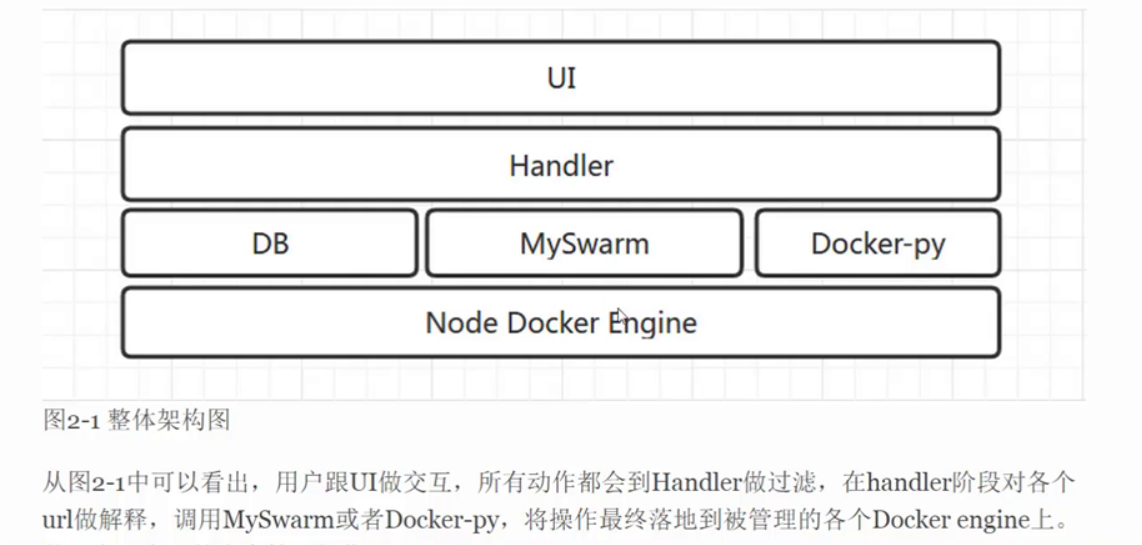 UI
Handler
DB MySwarm Docker-py
Node Docker Engine
图2-1 整体架构图
从图2-1中可以看出，用户跟UI做交互，所有动作都会到Handler做过滤，在handler阶段对各个
url做解释，调用MySwarm或者Docker-py，将操作最终落地到被管理的各个Docker engine上。